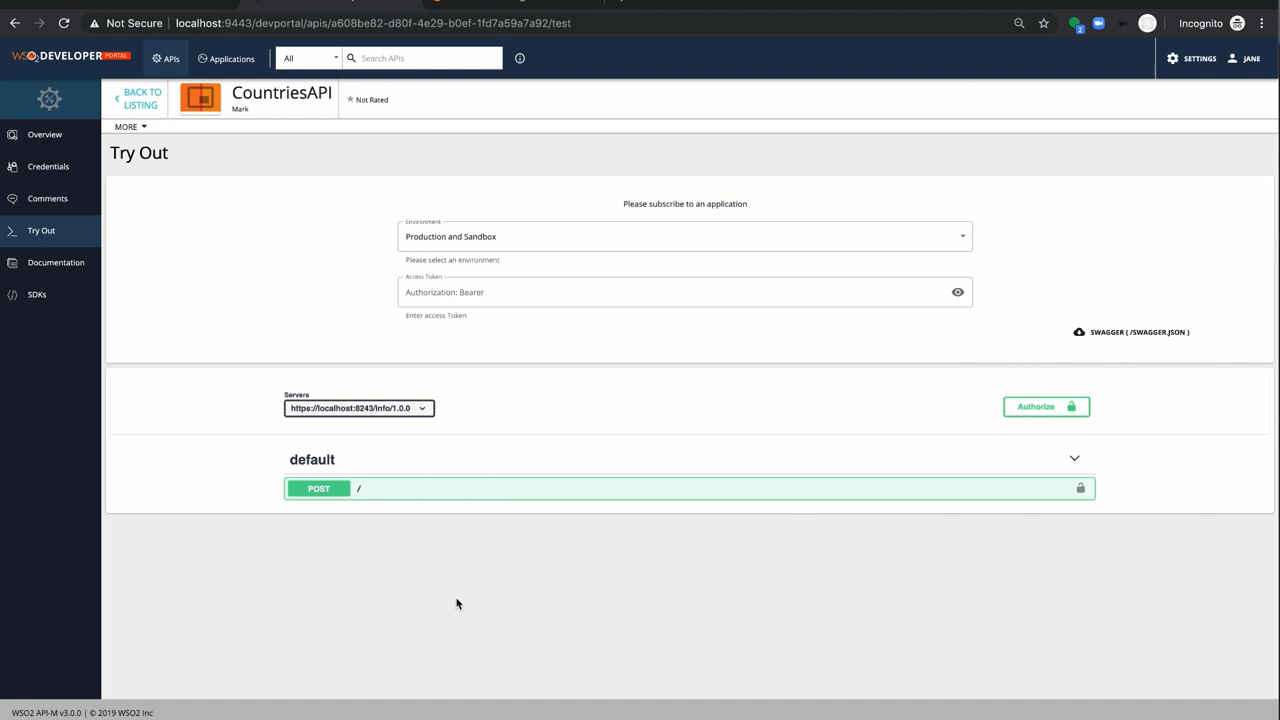 Not Secure
localhost:9443/devportal/apis/a608be82-d80f-4e29-b0ef-1fd7a59a7a92/test
2
Incognito
WSO2 DEVELOPER PORTAL
APIs
Applications
All
Search APIs
SETTINGS
JANE
BACK TO
LISTING
CountriesAPI
Mark
Not Rated
MORE
Overview
Credentials
Comments
Try Out
Documentation
SDKs
Try Out
Please subscribe to an application
Environment
Production and Sandbox
Please select an environment
Access Token
Authorization: Bearer
Enter access Token
SWAGGER ( /SWAGGER.JSON )
Servers
https://localhost:8243/info/1.0.0
Authorize
default
POST /
WSO2 API-M v3.0.0 | © 2019 WSO2 Inc